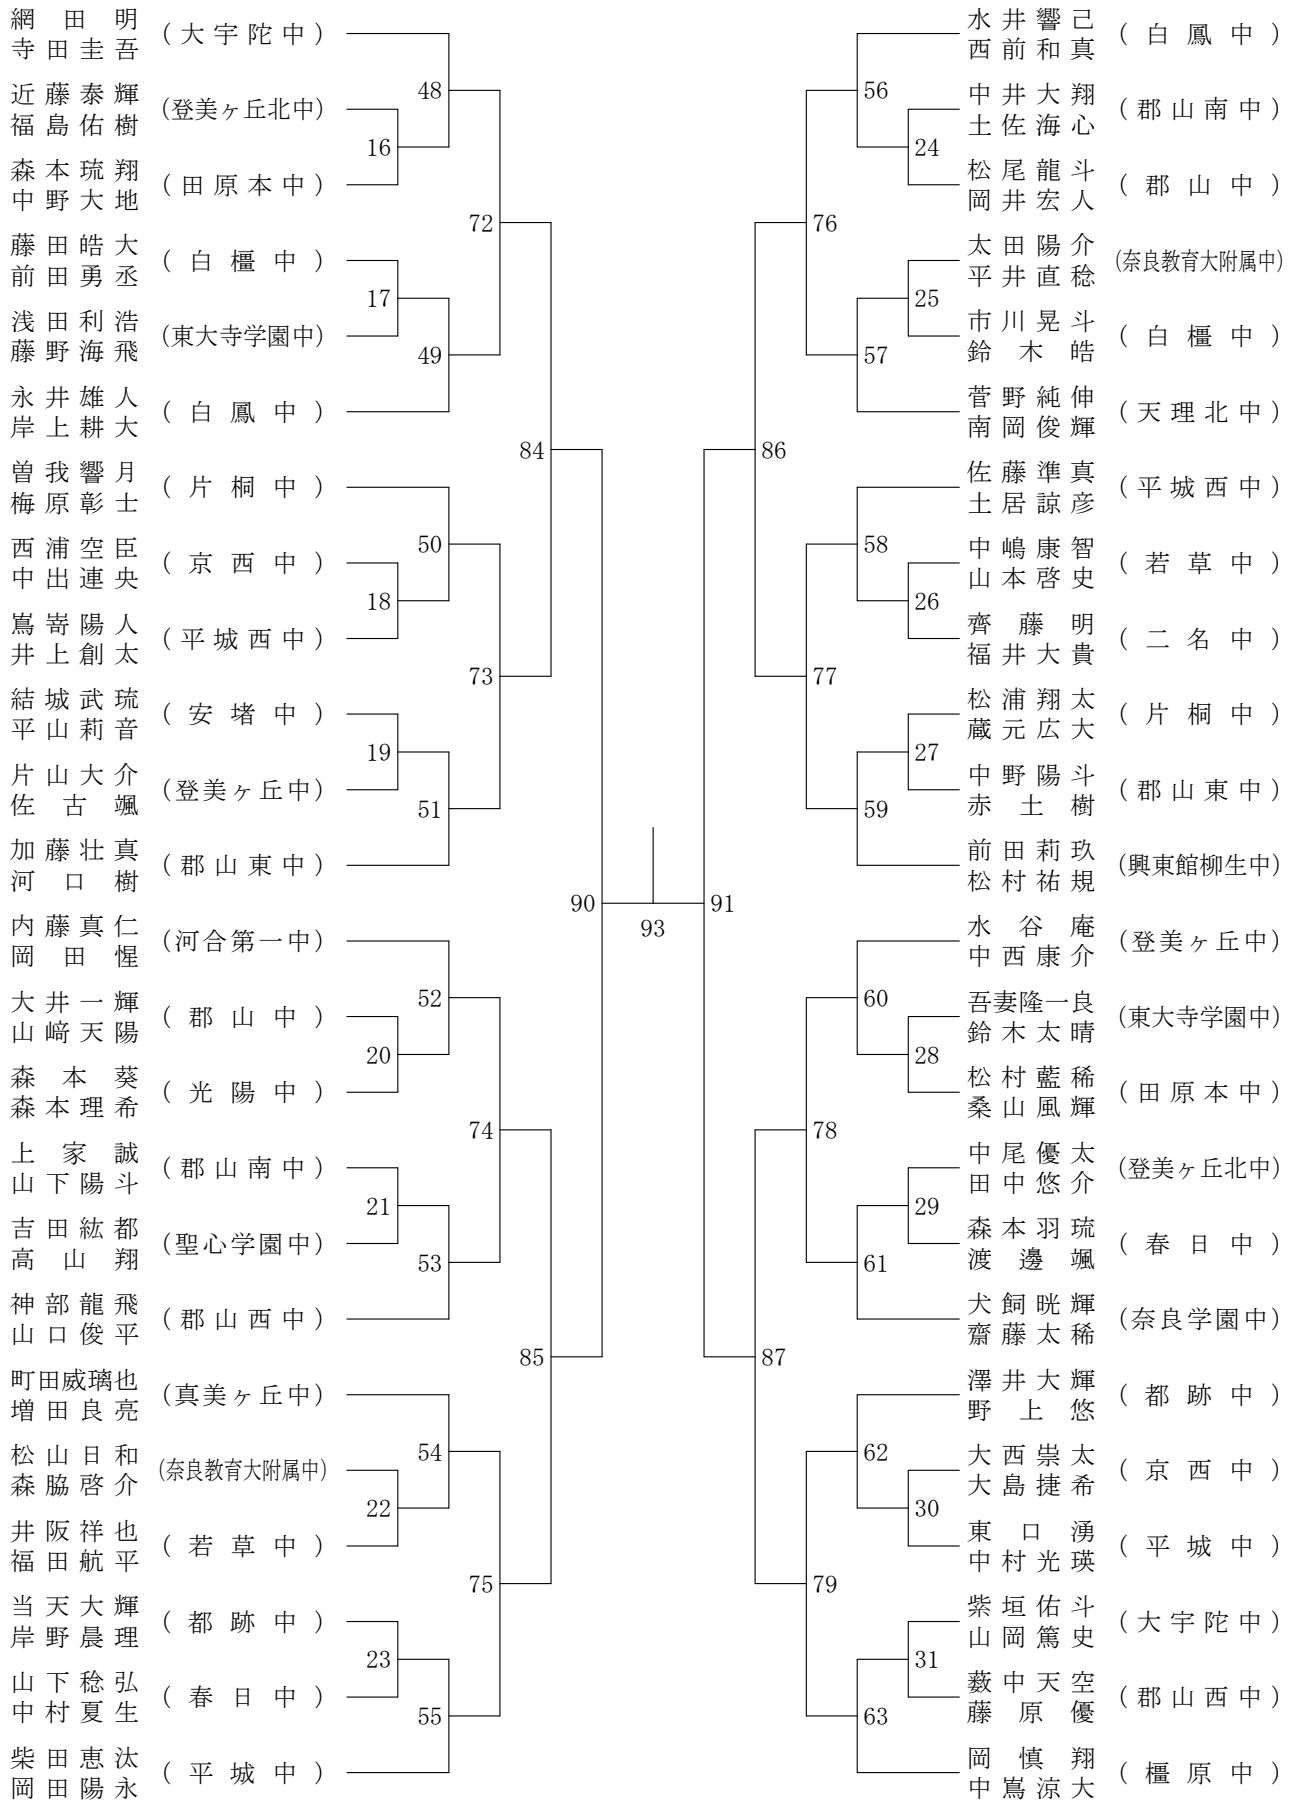 網田明
寺田圭吾
(大宇陀中)
近藤泰輝
福島佑樹
(登美ヶ丘北中)
森本琉翔
中野大地
(田原本中)
藤田皓大
前田勇丞
(白橿中)
浅田利浩
藤野海飛
(東大寺学園中)
永井雄人
岸上耕大
(白鳳中)
曽我響月
梅原彰士
(片桐中)
西浦空臣
中出連央
(京西中)
嶌嵜陽人
井上創太
(平城西中)
結城武琉
平山莉音
(安堵中)
片山大介
佐古颯
(登美ヶ丘中)
加藤壮真
河口樹
(郡山東中)
内藤真仁
岡田惺
(河合第一中)
大井一輝
山﨑天陽
(郡山中)
森本葵
森本理希
(光陽中)
上家誠
山下陽斗
(郡山南中)
吉田紘都
高山翔
(聖心学園中)
神部龍飛
山口俊平
(郡山西中)
町田威璃也
増田良亮
(真美ヶ丘中)
松山日和
森脇啓介
(奈良教育大附属中)
井阪祥也
福田航平
(若草中)
当天大輝
岸野晨理
(都跡中)
山下稔弘
中村夏生
(春日中)
柴田恵汰
岡田陽永
(平城中)
16
17
18
19
20
21
22
23
48
49
50
51
52
53
54
55
72
73
74
75
84
85
90
93
91
86
87
76
77
78
79
56
57
58
59
60
61
62
63
24
25
26
27
28
29
30
31
水井響己
西前和真
(白鳳中)
中井大翔
土佐海心
(郡山南中)
松尾龍斗
岡井宏人
(郡山中)
太田陽介
平井直稔
(奈良教育大附属中)
市川晃斗
鈴木皓
(白橿中)
菅野純伸
南岡俊輝
(天理北中)
佐藤準真
土居諒彦
(平城西中)
中嶋康智
山本啓史
(若草中)
齊藤明
福井大貴
(二名中)
松浦翔太
蔵元広大
(片桐中)
中野陽斗
赤土樹
(郡山東中)
前田莉玖
松村祐規
(興東館柳生中)
水谷庵
中西康介
(登美ヶ丘中)
吾妻隆一良
鈴木太晴
(東大寺学園中)
松村藍稀
桑山風輝
(田原本中)
中尾優太
田中悠介
(登美ヶ丘北中)
森本羽琉
渡邊颯
(春日中)
犬飼晄輝
齋藤太稀
(奈良学園中)
澤井大輝
野上悠
(都跡中)
大西崇太
大島捷希
(京西中)
東口湧
中村光瑛
(平城中)
紫垣佑斗
山岡篤史
(大宇陀中)
薮中天空
藤原優
(郡山西中)
岡慎翔
中嶌涼大
(橿原中)